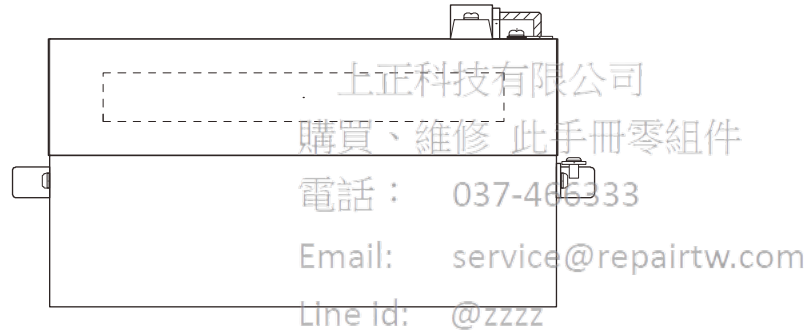 上正科技有限公司
購買、維修 此手冊零組件
電話： 037-466333
Email: service@repairtw.com
Line Id: @zzzz